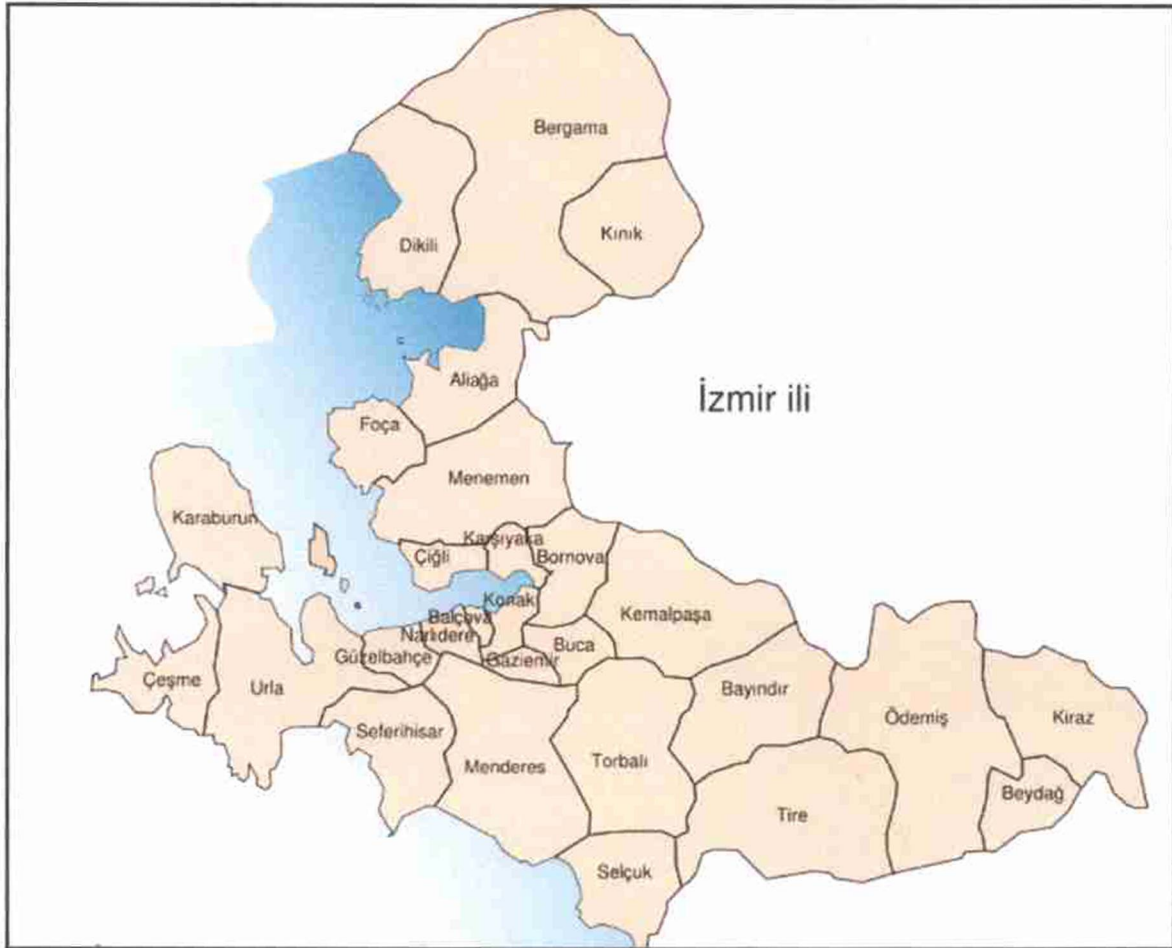 Bergama
Kınık
Dikili
Aliağa
İzmir ili
Foça
Menemen
Karaburun
Karşıyaka
Çiğli
Bornova
Konak
Balçova
Narlıdere
Kemalpaşa
Buca
Güzelbahçe
Gaziemir
Çeşme
Urla
Bayındır
Ödemiş
Kiraz
Seferihisar
Menderes
Torbalı
Beydağ
Tire
Selçuk